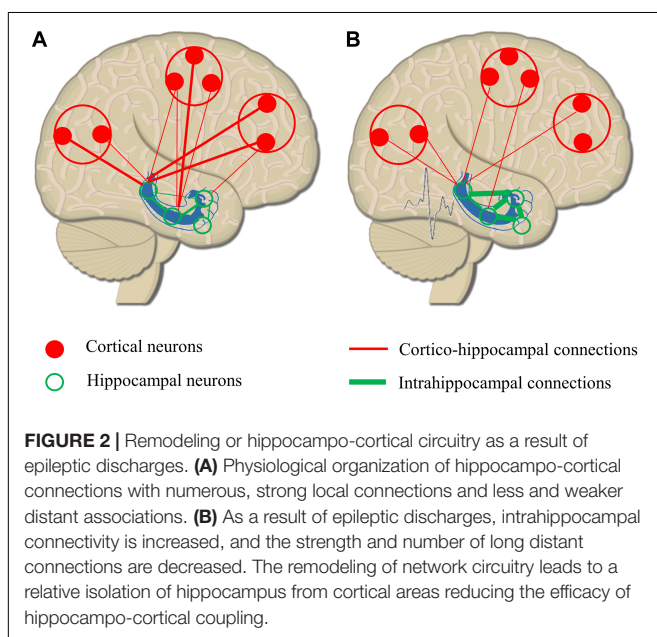 A
B
Cortical neurons
Hippocampal neurons
Cortico-hippocampal connections
Intrahippocampal connections
FIGURE 2 | Remodeling or hippocampo-cortical circuitry as a result of
epileptic discharges. (A) Physiological organization of hippocampo-cortical
connections with numerous, strong local connections and less and weaker
distant associations. (B) As a result of epileptic discharges, intrahippocampal
connectivity is increased, and the strength and number of long distant
connections are decreased. The remodeling of network circuitry leads to a
relative isolation of hippocampus from cortical areas reducing the efficacy of
hippocampo-cortical coupling.